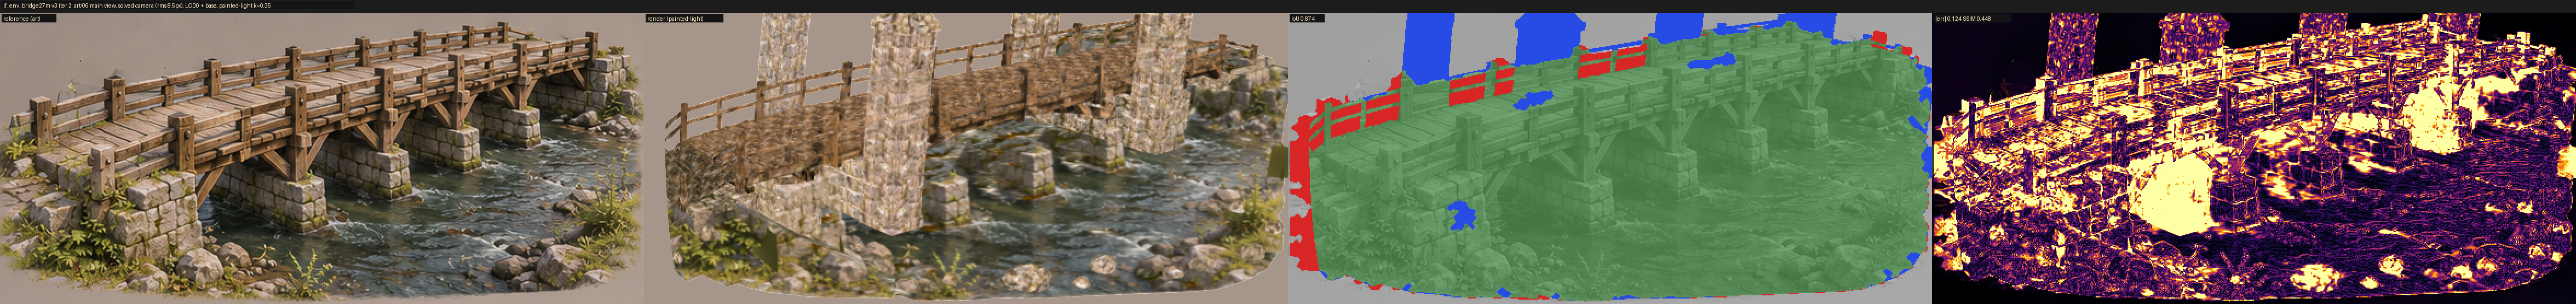 lf_env_bridge27m v3 iter 2: art/06 main view, solved camera (rms 8.5px), LOD0 + base, painted-light k=0.35
reference (art)
render (painted-light)
IoU 0.874
|err| 0.124 SSIM 0.448